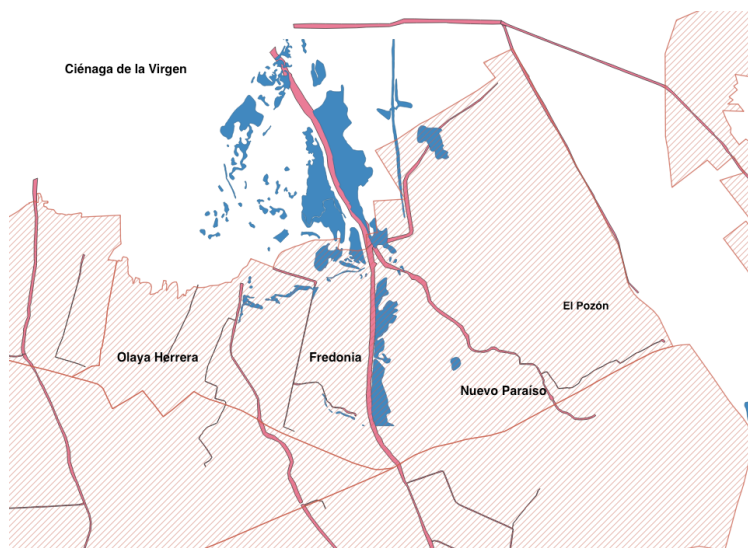 Ciénaga de la Virgen
El Pozón
Olaya Herrera
Fredonia
Nuevo Paraíso